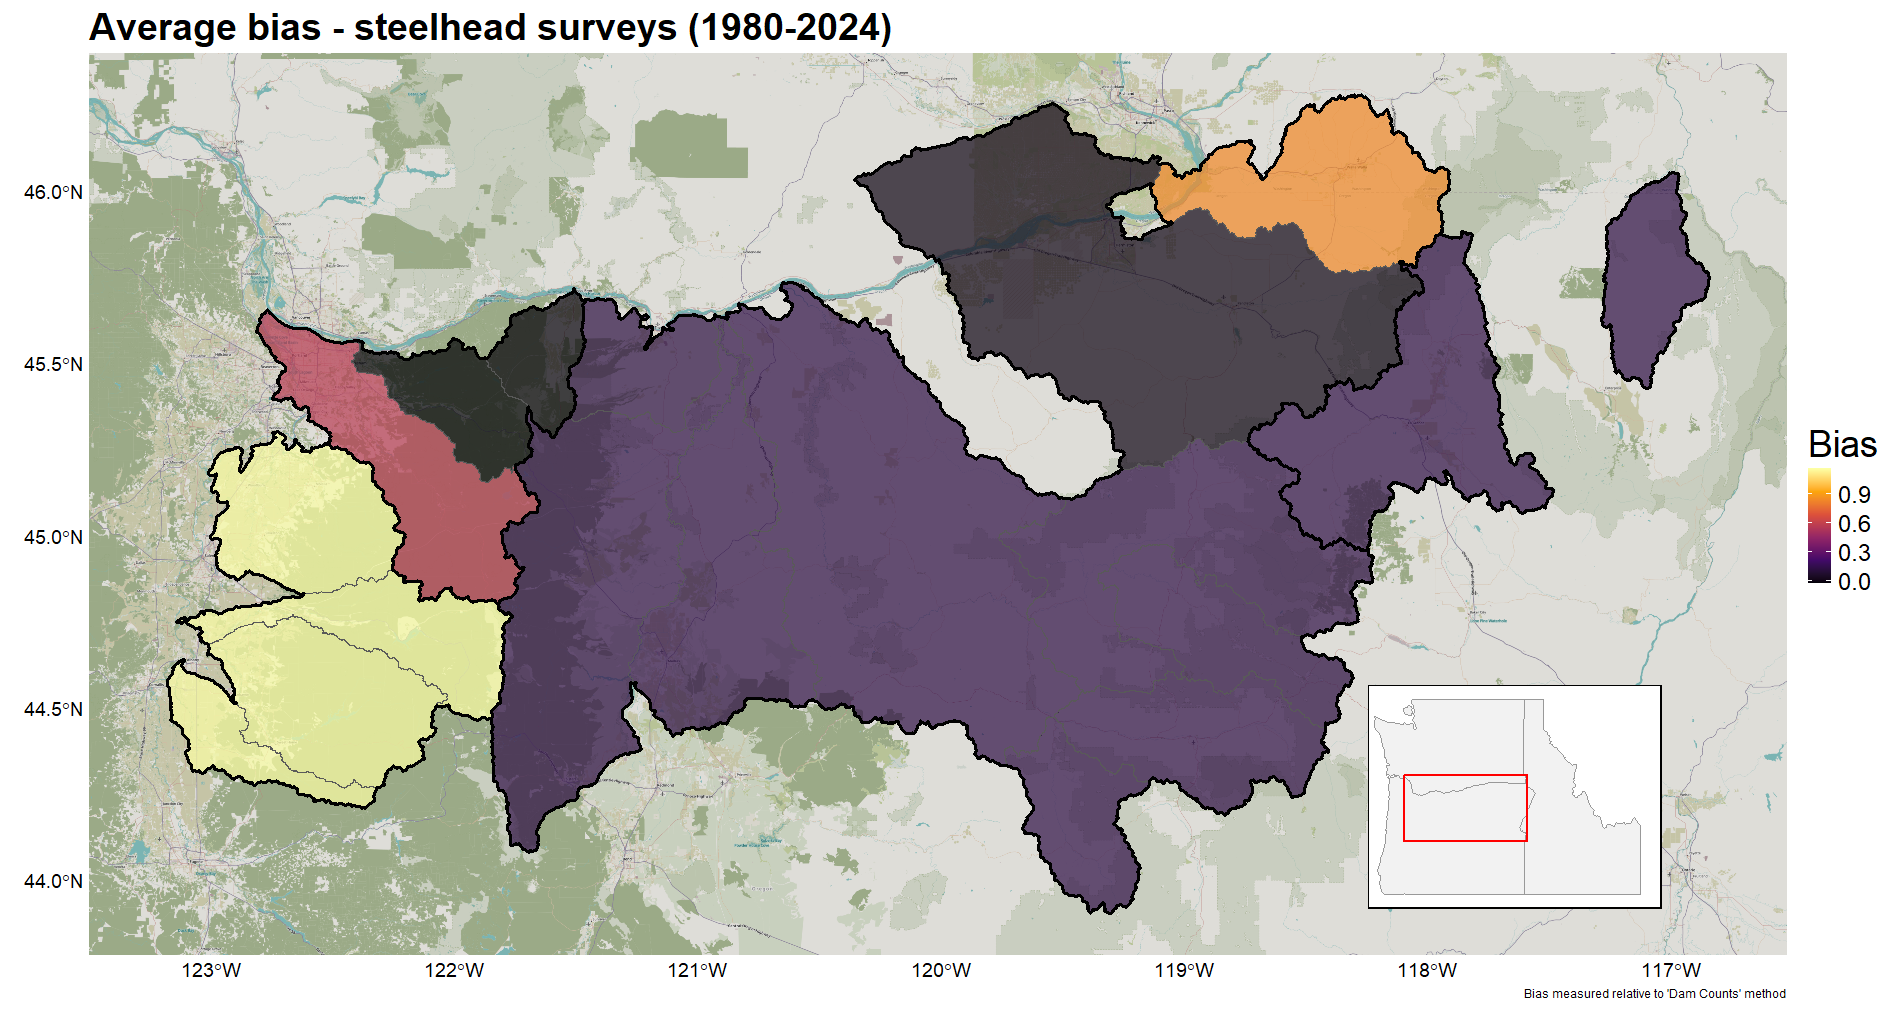 Average bias - steelhead surveys (1980-2024)
46.0°N
45.5°N
45.0°N
44.5°N
44.0°N
123°W
122°W
121°W
120°W
119°W
118°W
117°W
Bias
0.9
0.6
0.3
0.0
Bias measured relative to 'Dam Counts' method